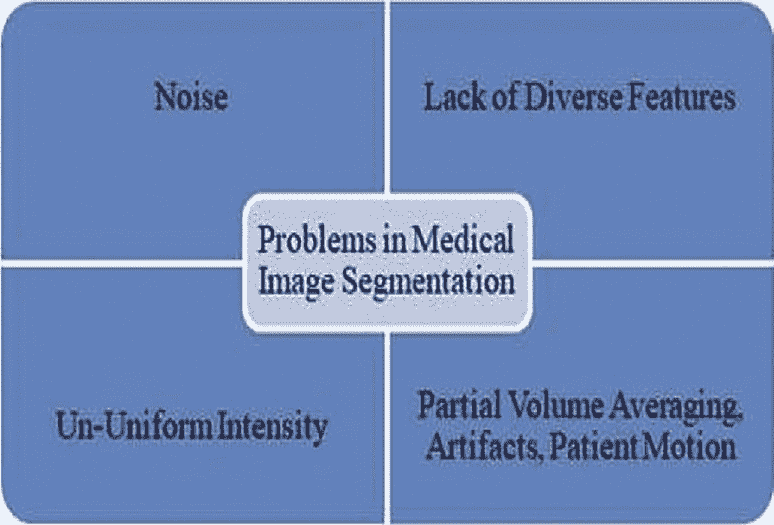 Noise
Lack of Diverse Features
Problems in Medical
Image Segmentation
Un-Uniform Intensity
Partial Volume Averaging,
Artifacts, Patient Motion